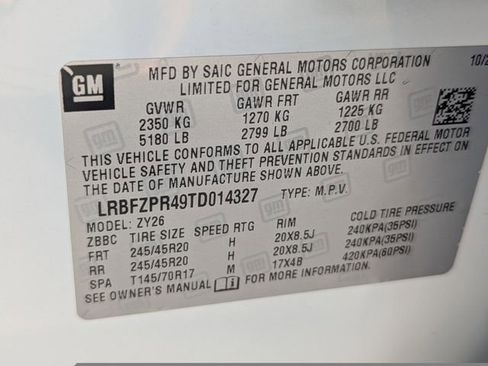 GM
MFD BY SAIC GENERAL MOTORS CORPORATION 10/2
LIMITED FOR GENERAL MOTORS LLC
GVWR GAWR FRT GAWR RR
2350 KG 1270 KG 1225 KG
5180 LB 2799 LB 2700 LB
THIS VEHICLE CONFORMS TO ALL APPLICABLE U.S. FEDERAL MOTOR
VEHICLE SAFETY AND THEFT PREVENTION STANDARDS IN EFFECT ON
THE DATE OF MANUFACTURE SHOWN ABOVE.
LRBFZPR49TD014327 TYPE: M.P.V.
MODEL: ZY26
ZBBC TIRE SIZE SPEED RTG RIM COLD TIRE PRESSURE
FRT 245/45R20 H 20X8.5J 240KPA(35PSI)
RR 245/45R20 H 20X8.5J 240KPA(35PSI)
SPA T145/70R17 M 17X4B 420KPA(60PSI)
SEE OWNER'S MANUAL